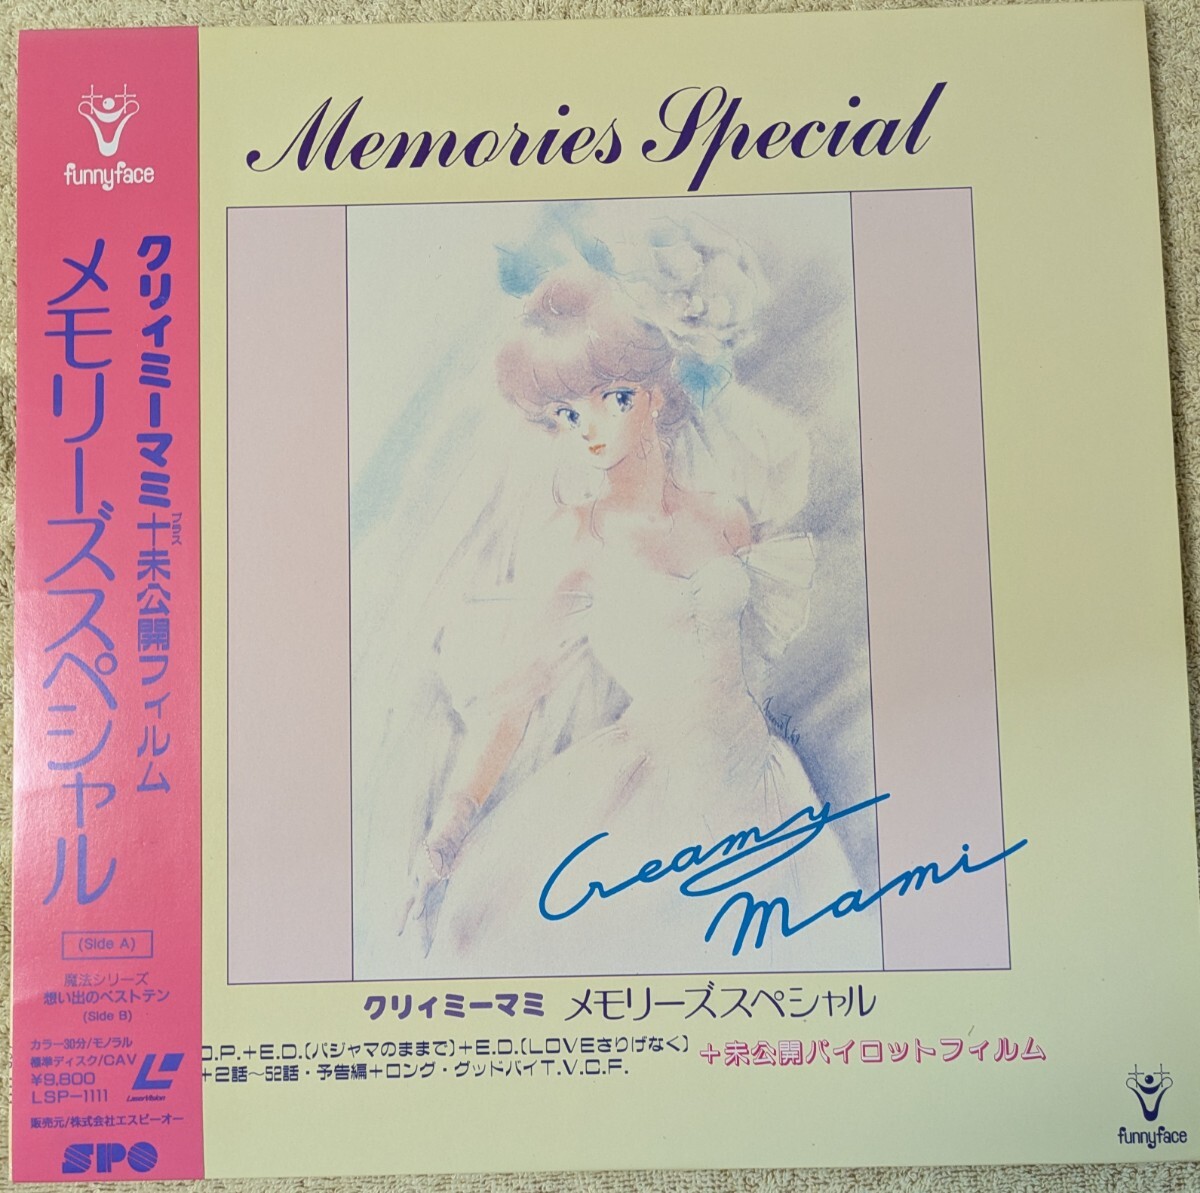 funnyface
クリィミーマミ+未公開フィルム
プラス
メモリーズスペシャル
(Side A)
魔法シリーズ
想い出のベストテン
(Side B)
カラー30分/モノラル
標準ディスク/CAV
¥9,800
LSP-1111
LaserVision
販売元/株式会社エスピーオー
SPO
Memories Special
Creamy
Mami
クリィミーマミ メモリーズスペシャル
O.P.+E.D.(パジャマのままで)+E.D.(LOVEさりげなく)
+2話〜52話・予告編+ロング・グッドバイT.V.C.F.
+未公開パイロットフィルム
funnyface